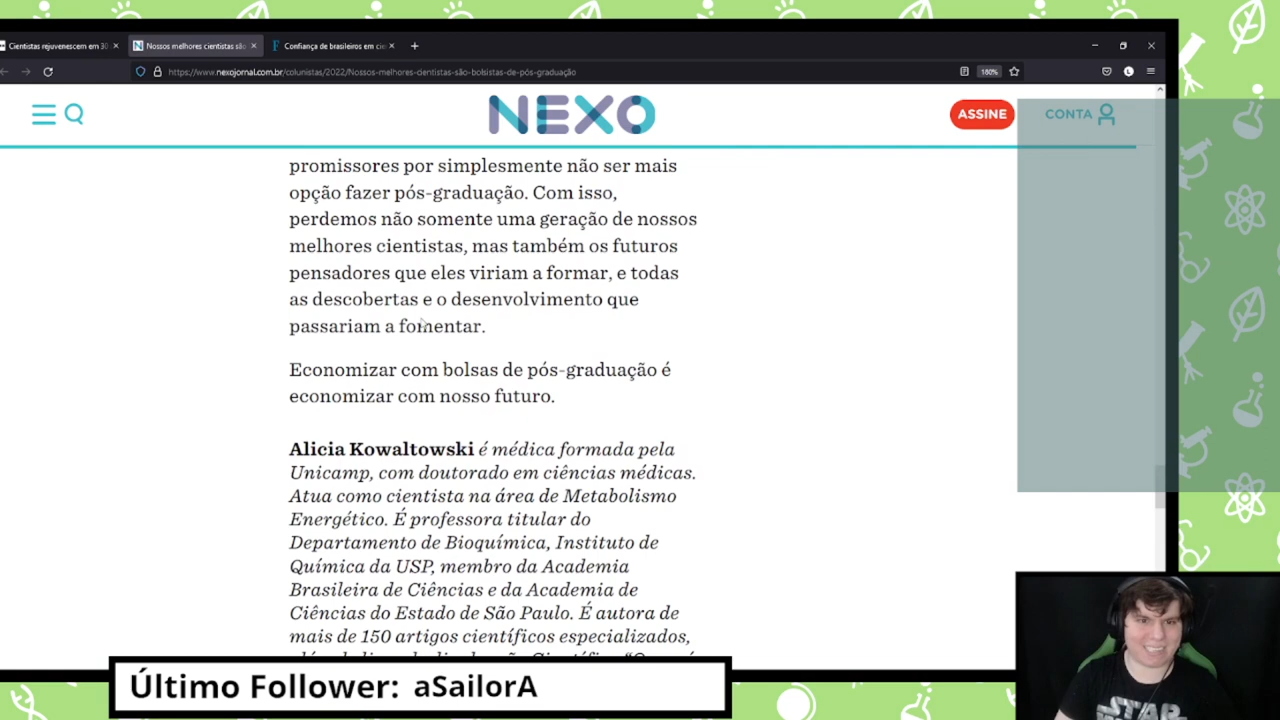 Cientistas rejuvenescem em 30
Nossos melhores cientistas são
Confiança de brasileiros em cie
https://www.nexojornal.com.br/colunistas/2022/Nossos-melhores-cientistas-são-bolsistas-de-pós-graduação
180%
NEXO
ASSINE
CONTA
promissores por simplesmente não ser mais
opção fazer pós-graduação. Com isso,
perdemos não somente uma geração de nossos
melhores cientistas, mas também os futuros
pensadores que eles viriam a formar, e todas
as descobertas e o desenvolvimento que
passariam a fomentar.
Economizar com bolsas de pós-graduação é
economizar com nosso futuro.
Alicia Kowaltowski é médica formada pela
Unicamp, com doutorado em ciências médicas.
Atua como cientista na área de Metabolismo
Energético. É professora titular do
Departamento de Bioquímica, Instituto de
Química da USP, membro da Academia
Brasileira de Ciências e da Academia de
Ciências do Estado de São Paulo. É autora de
mais de 150 artigos científicos especializados,
Último Follower: aSailorA
STAR